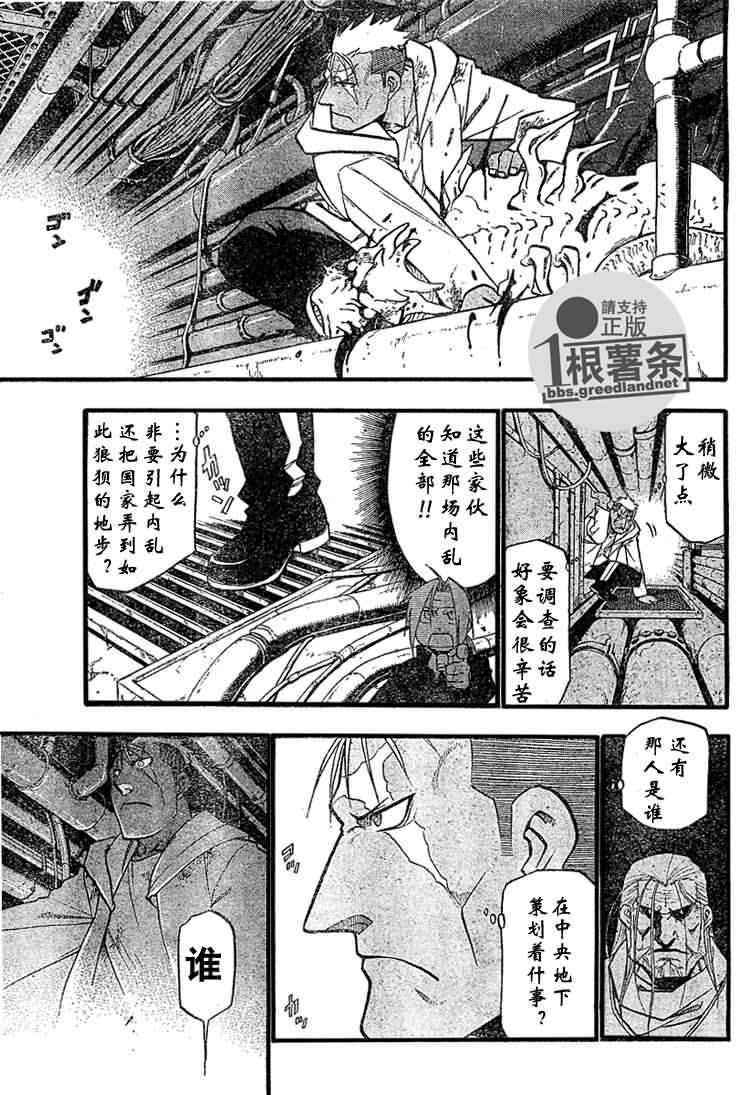 ゴゴ
ゴン
ゴン
請支持
正版
1根薯条
bbs.greedland.net
稍微
大了点
要调查的话
好象会很辛苦
这些家伙
知道那场内乱
的全部!!
…为什么
非要引起内乱
还把国家弄到如
此狼狈的地步?
还有
那人是谁
在中央地下
策划着什事?
谁